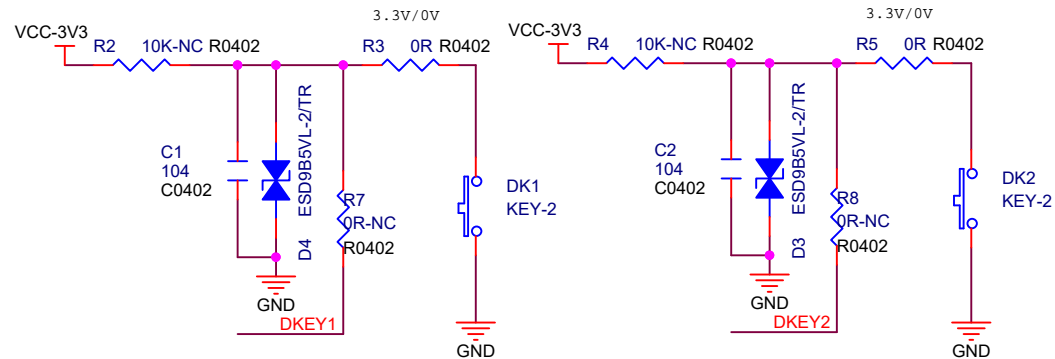 3.3V/0V
VCC-3V3
R2
10K-NC
R0402
R3
0R
R0402
C1
104
C0402
D4
ESD9B5VL-2/TR
R7
0R-NC
R0402
DK1
KEY-2
GND
DKEY1
GND
3.3V/0V
VCC-3V3
R4
10K-NC
R0402
R5
0R
R0402
C2
104
C0402
D3
ESD9B5VL-2/TR
R8
0R-NC
R0402
DK2
KEY-2
GND
DKEY2
GND